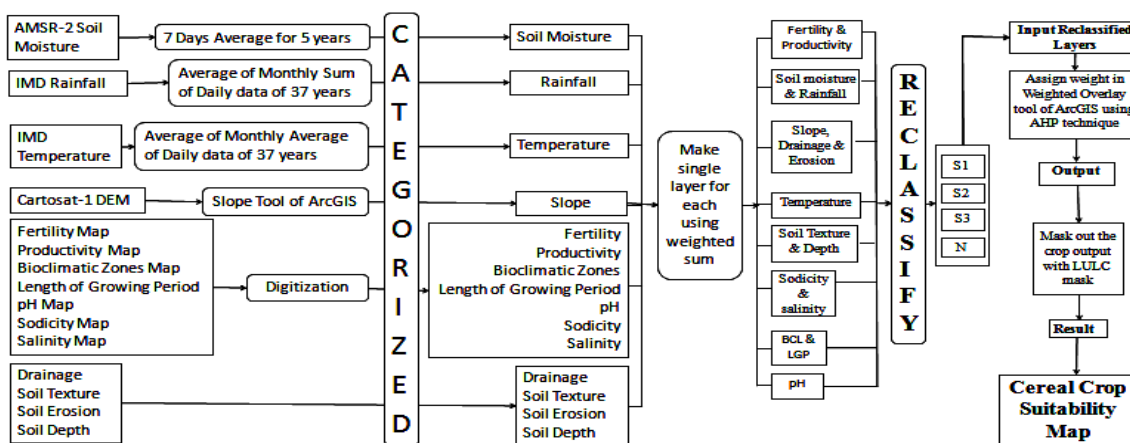 AMSR-2 Soil
Moisture
7 Days Average for 5 years
IMD Rainfall
Average of Monthly Sum
of Daily data of 37 years
IMD
Temperature
Average of Monthly Average
of Daily data of 37 years
Cartosat-1 DEM
Slope Tool of ArcGIS
Fertility Map
Productivity Map
Bioclimatic Zones Map
Length of Growing Period
pH Map
Sodicity Map
Salinity Map
Digitization
Drainage
Soil Texture
Soil Erosion
Soil Depth
C
A
T
E
G
O
R
I
Z
E
D
Soil Moisture
Rainfall
Temperature
Slope
Fertility
Productivity
Bioclimatic Zones
Length of Growing Period
pH
Sodicity
Salinity
Drainage
Soil Texture
Soil Erosion
Soil Depth
Make
single
layer for
each
using
weighted
sum
Fertility &
Productivity
Soil moisture
& Rainfall
Slope,
Drainage &
Erosion
Temperature
Soil Texture
& Depth
Sodicity
&
salinity
BCL &
LGP
pH
R
E
C
L
A
S
S
I
F
Y
S1
S2
S3
N
Input Reclassified
Layers
Assign weight in
Weighted Overlay
tool of ArcGIS using
AHP technique
Output
Mask out the
crop output
with LULC
mask
Result
Cereal Crop
Suitability
Map